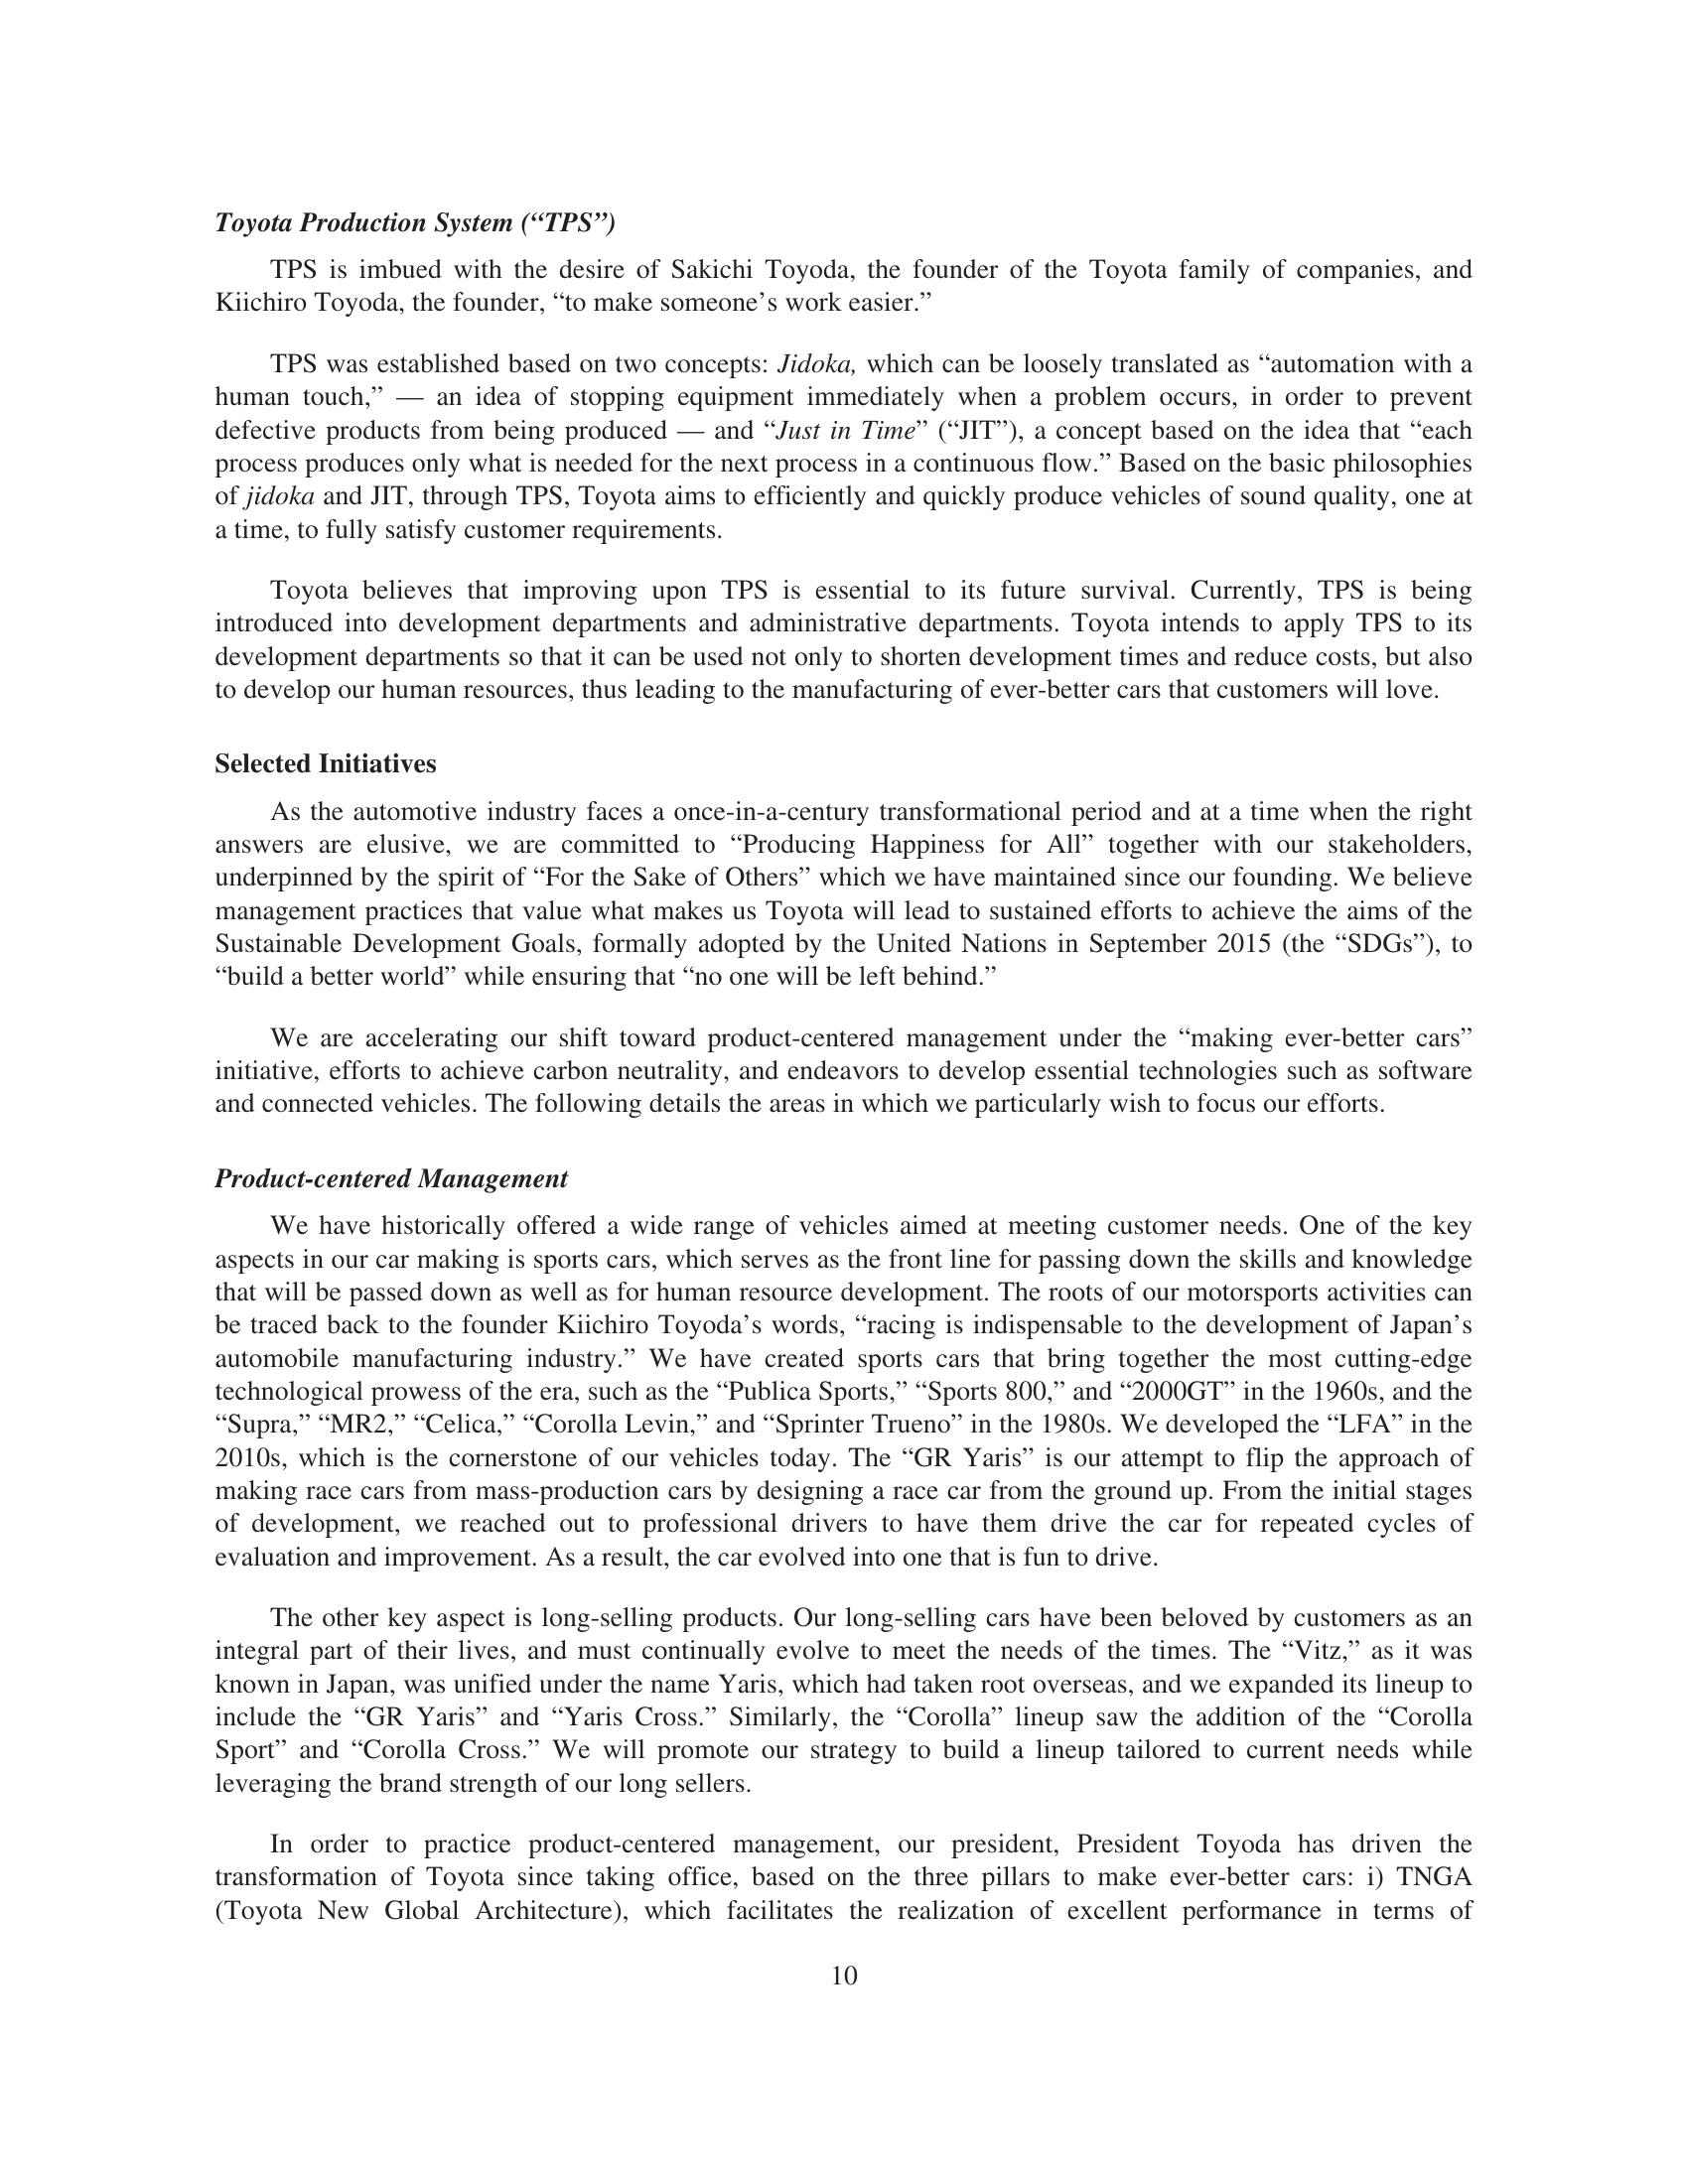 Toyota Production System (“TPS”)
TPS is imbued with the desire of Sakichi Toyoda, the founder of the Toyota family of companies, and
Kiichiro Toyoda, the founder, “to make someone’s work easier.”
TPS was established based on two concepts: Jidoka, which can be loosely translated as “automation with a
human touch,” — an idea of stopping equipment immediately when a problem occurs, in order to prevent
defective products from being produced — and “Just in Time” (“JIT”), a concept based on the idea that “each
process produces only what is needed for the next process in a continuous flow.” Based on the basic philosophies
of jidoka and JIT, through TPS, Toyota aims to efficiently and quickly produce vehicles of sound quality, one at
a time, to fully satisfy customer requirements.
Toyota believes that improving upon TPS is essential to its future survival. Currently, TPS is being
introduced into development departments and administrative departments. Toyota intends to apply TPS to its
development departments so that it can be used not only to shorten development times and reduce costs, but also
to develop our human resources, thus leading to the manufacturing of ever-better cars that customers will love.
Selected Initiatives
As the automotive industry faces a once-in-a-century transformational period and at a time when the right
answers are elusive, we are committed to “Producing Happiness for All” together with our stakeholders,
underpinned by the spirit of “For the Sake of Others” which we have maintained since our founding. We believe
management practices that value what makes us Toyota will lead to sustained efforts to achieve the aims of the
Sustainable Development Goals, formally adopted by the United Nations in September 2015 (the “SDGs”), to
“build a better world” while ensuring that “no one will be left behind.”
We are accelerating our shift toward product-centered management under the “making ever-better cars”
initiative, efforts to achieve carbon neutrality, and endeavors to develop essential technologies such as software
and connected vehicles. The following details the areas in which we particularly wish to focus our efforts.
Product-centered Management
We have historically offered a wide range of vehicles aimed at meeting customer needs. One of the key
aspects in our car making is sports cars, which serves as the front line for passing down the skills and knowledge
that will be passed down as well as for human resource development. The roots of our motorsports activities can
be traced back to the founder Kiichiro Toyoda’s words, “racing is indispensable to the development of Japan’s
automobile manufacturing industry.” We have created sports cars that bring together the most cutting-edge
technological prowess of the era, such as the “Publica Sports,” “Sports 800,” and “2000GT” in the 1960s, and the
“Supra,” “MR2,” “Celica,” “Corolla Levin,” and “Sprinter Trueno” in the 1980s. We developed the “LFA” in the
2010s, which is the cornerstone of our vehicles today. The “GR Yaris” is our attempt to flip the approach of
making race cars from mass-production cars by designing a race car from the ground up. From the initial stages
of development, we reached out to professional drivers to have them drive the car for repeated cycles of
evaluation and improvement. As a result, the car evolved into one that is fun to drive.
The other key aspect is long-selling products. Our long-selling cars have been beloved by customers as an
integral part of their lives, and must continually evolve to meet the needs of the times. The “Vitz,” as it was
known in Japan, was unified under the name Yaris, which had taken root overseas, and we expanded its lineup to
include the “GR Yaris” and “Yaris Cross.” Similarly, the “Corolla” lineup saw the addition of the “Corolla
Sport” and “Corolla Cross.” We will promote our strategy to build a lineup tailored to current needs while
leveraging the brand strength of our long sellers.
In order to practice product-centered management, our president, President Toyoda has driven the
transformation of Toyota since taking office, based on the three pillars to make ever-better cars: i) TNGA
(Toyota New Global Architecture), which facilitates the realization of excellent performance in terms of
10